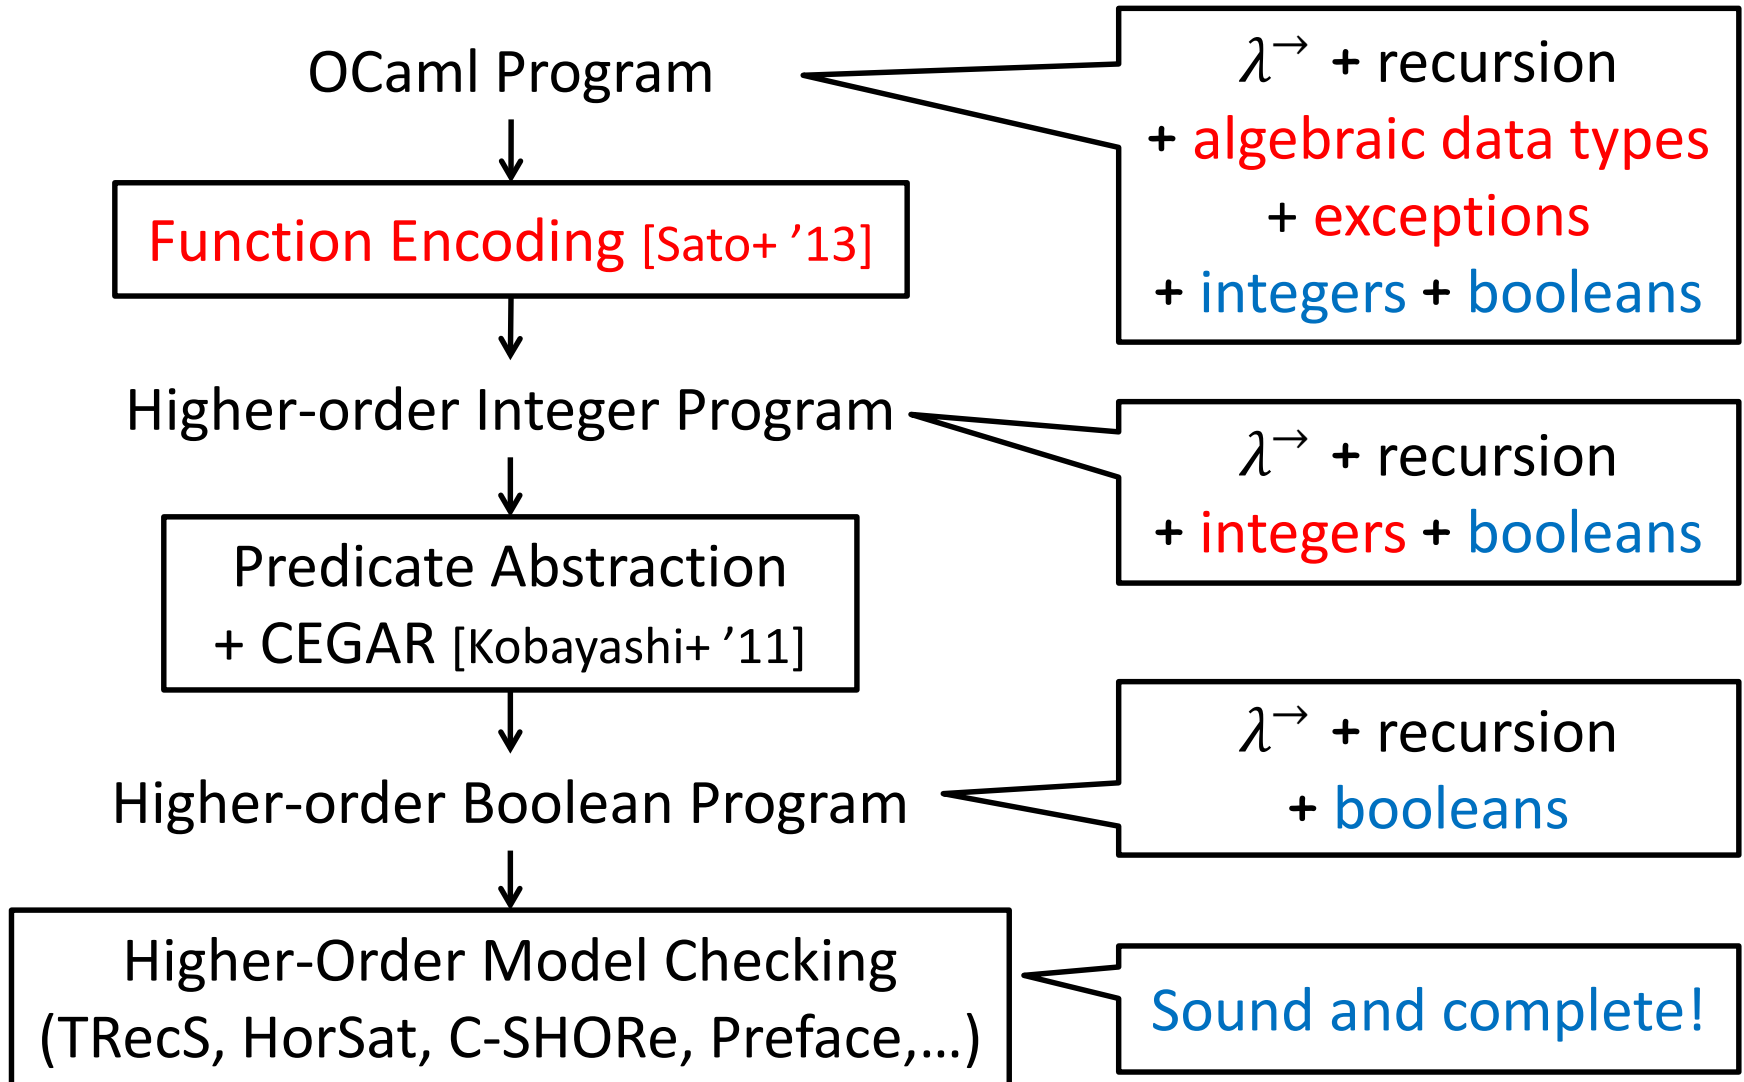 OCaml Program
λ→ + recursion
+ algebraic data types
+ exceptions
+ integers + booleans
Function Encoding [Sato+ ’13]
Higher-order Integer Program
λ→ + recursion
+ integers + booleans
Predicate Abstraction
+ CEGAR [Kobayashi+ ’11]
Higher-order Boolean Program
λ→ + recursion
+ booleans
Higher-Order Model Checking
(TRecS, HorSat, C-SHORe, Preface,...)
Sound and complete!